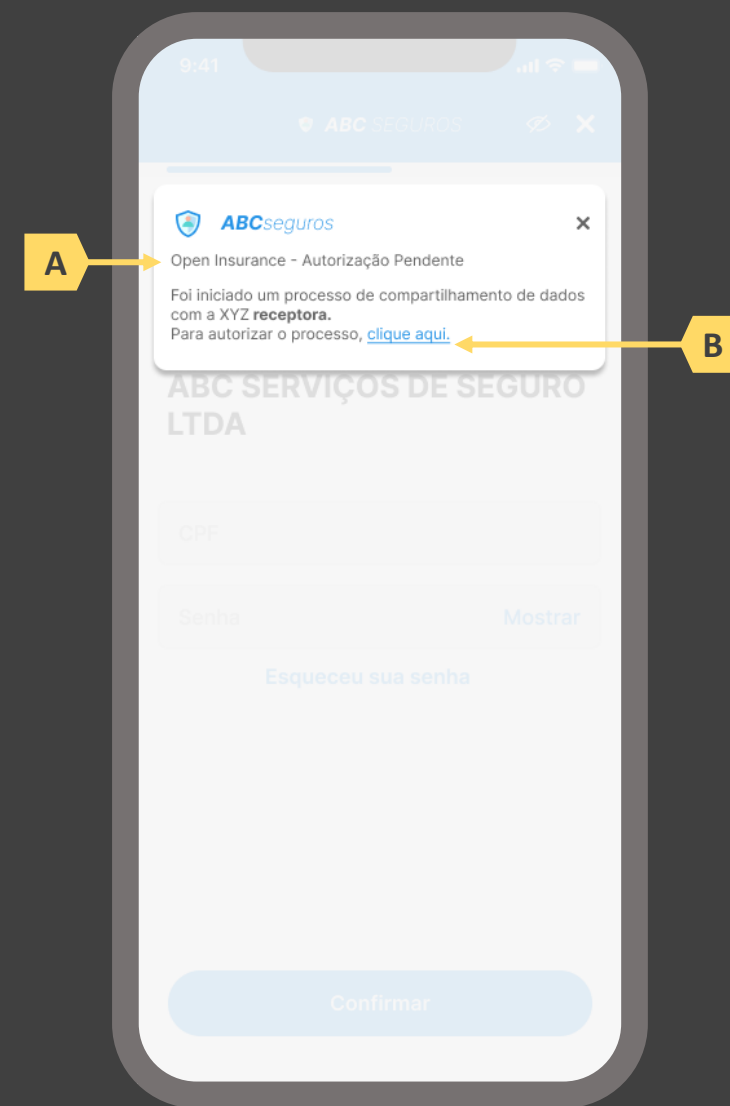 9:41
ABC SEGUROS
ABCseguros
A
Open Insurance - Autorização Pendente
Foi iniciado um processo de compartilhamento de dados
com a XYZ receptora.
Para autorizar o processo, clique aqui.
B
ABC SERVIÇOS DE SEGURO
LTDA
CPF
Senha
Mostrar
Esqueceu sua senha
Confirmar